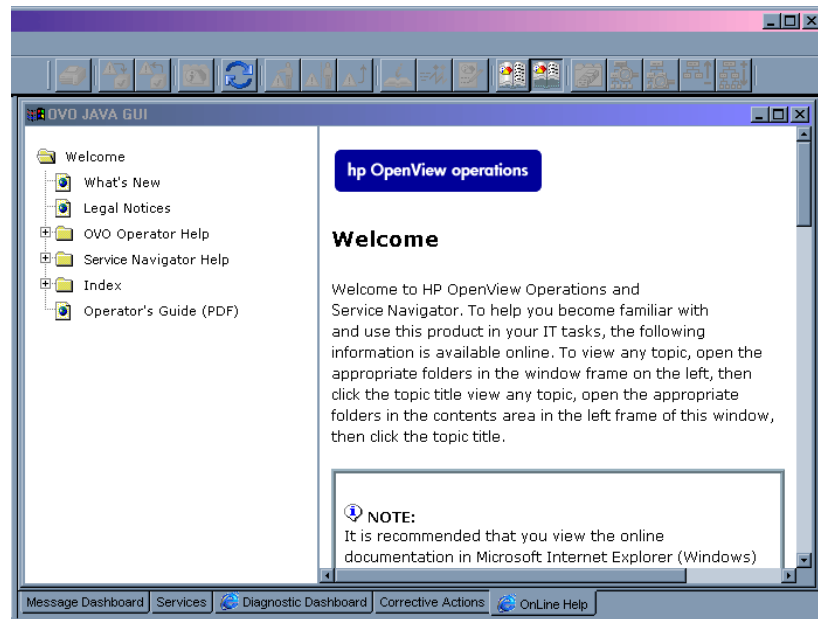 OVO JAVA GUI
Welcome
What's New
Legal Notices
OVO Operator Help
Service Navigator Help
Index
Operator's Guide (PDF)
hp OpenView operations
Welcome
Welcome to HP OpenView Operations and
Service Navigator. To help you become familiar with
and use this product in your IT tasks, the following
information is available online. To view any topic, open the
appropriate folders in the window frame on the left, then
click the topic title view any topic, open the appropriate
folders in the contents area in the left frame of this window,
then click the topic title.
NOTE:
It is recommended that you view the online
documentation in Microsoft Internet Explorer (Windows)
Message Dashboard Services Diagnostic Dashboard Corrective Actions OnLine Help